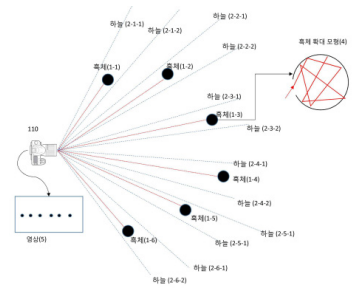 하늘 (2-1-1)
하늘 (2-1-2)
하늘 (2-2-1)
하늘 (2-2-2)
흑체 확대 모형(4)
흑체(1-1)
흑체(1-2)
하늘 (2-3-1)
흑체(1-3)
하늘 (2-3-2)
110
하늘 (2-4-1)
흑체(1-4)
하늘 (2-4-2)
흑체(1-5)
하늘 (2-5-1)
하늘 (2-5-1)
흑체(1-6)
영상(5)
하늘 (2-6-1)
하늘 (2-6-2)